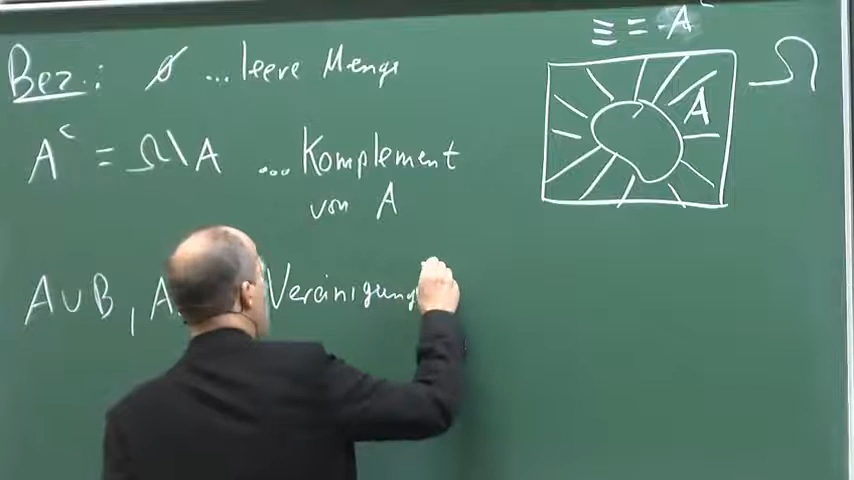 Bez.: ∅ ... leere Menge
A^c = Ω\A ... Komplement
von A
A∪B, A Vereinigung
≡ = A^c
A
Ω